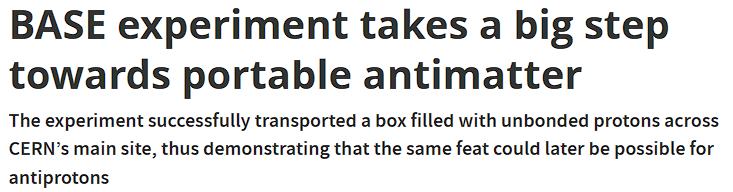 BASE experiment takes a big step
towards portable antimatter
The experiment successfully transported a box filled with unbonded protons across
CERN’s main site, thus demonstrating that the same feat could later be possible for
antiprotons